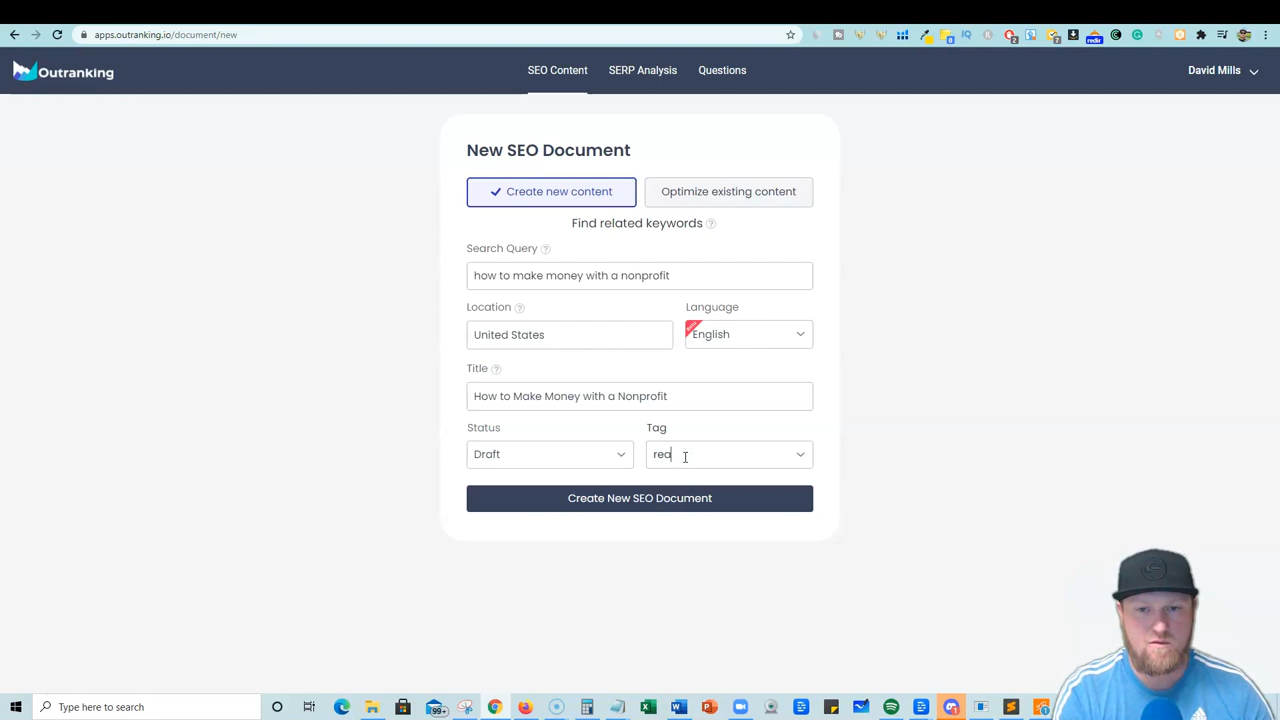 apps.outranking.io/document/new
Outranking
SEO Content
SERP Analysis
Questions
David Mills
New SEO Document
Create new content
Optimize existing content
Find related keywords ?
Search Query ?
how to make money with a nonprofit
Location ?
Language
United States
English
Title ?
How to Make Money with a Nonprofit
Status
Tag
Draft
rea
Create New SEO Document
Type here to search
99+